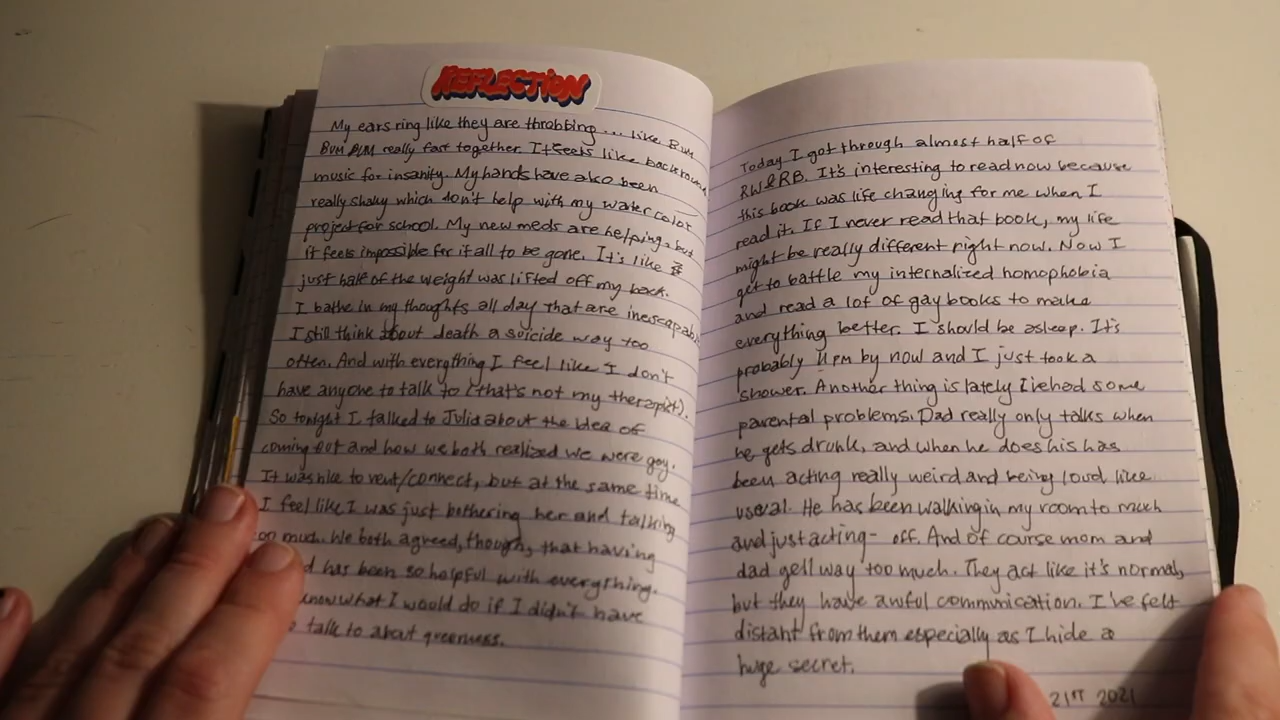 REFLECTION
My ears ring like they are throbbing ... like BUM
BUM BUM really fast together. It feels like background
music for insanity. My hands have also been
really shaky which don't help with my water color
project for school. My new meds are helping, but
it feels impossible for it all to be gone. It's like
just half of the weight was lifted off my back.
I bathe in my thoughts all day that are inescapable
I still think about death a suicide way too
often. And with everything I feel like I don't
have anyone to talk to (that's not my therapist).
So tonight I talked to Julia about the idea of
coming out and how we both realized we were gay.
It was nice to vent/connect, but at the same time
I feel like I was just bothering her and talking
oo much. We both agreed, though, that having
d has been so helpful with everything.
know what I would do if I didn't have
talk to about queerness.
Today I got through almost half of
RW&RB. It's interesting to read now because
this book was life changing for me when I
read it. If I never read that book, my life
might be really different right now. Now I
get to battle my internalized homophobia
and read a lot of gay books to make
everything better. I should be asleep. It's
probably 11 PM by now and I just took a
shower. Another thing is lately I've had some
parental problems. Dad really only talks when
he gets drunk, and when he does his has
been acting really weird and being loud like
usual. He has been walking in my room to much
and just acting- off. And of course mom and
dad yell way too much. They act like it's normal,
but they have awful communication. I've felt
distant from them especially as I hide a
huge secret.
21ST 2021